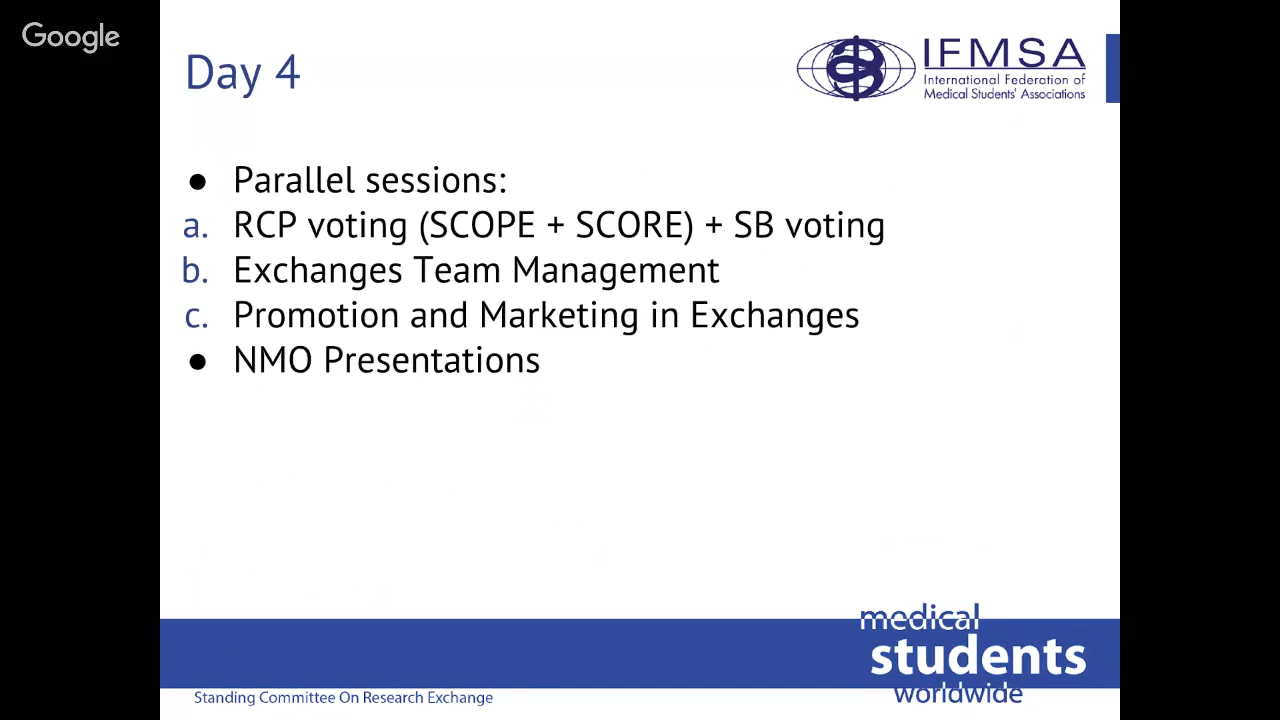 Google
Day 4
IFMSA
International Federation of
Medical Students' Associations
● Parallel sessions:
a. RCP voting (SCOPE + SCORE) + SB voting
b. Exchanges Team Management
c. Promotion and Marketing in Exchanges
● NMO Presentations
medical
students
worldwide
Standing Committee On Research Exchange